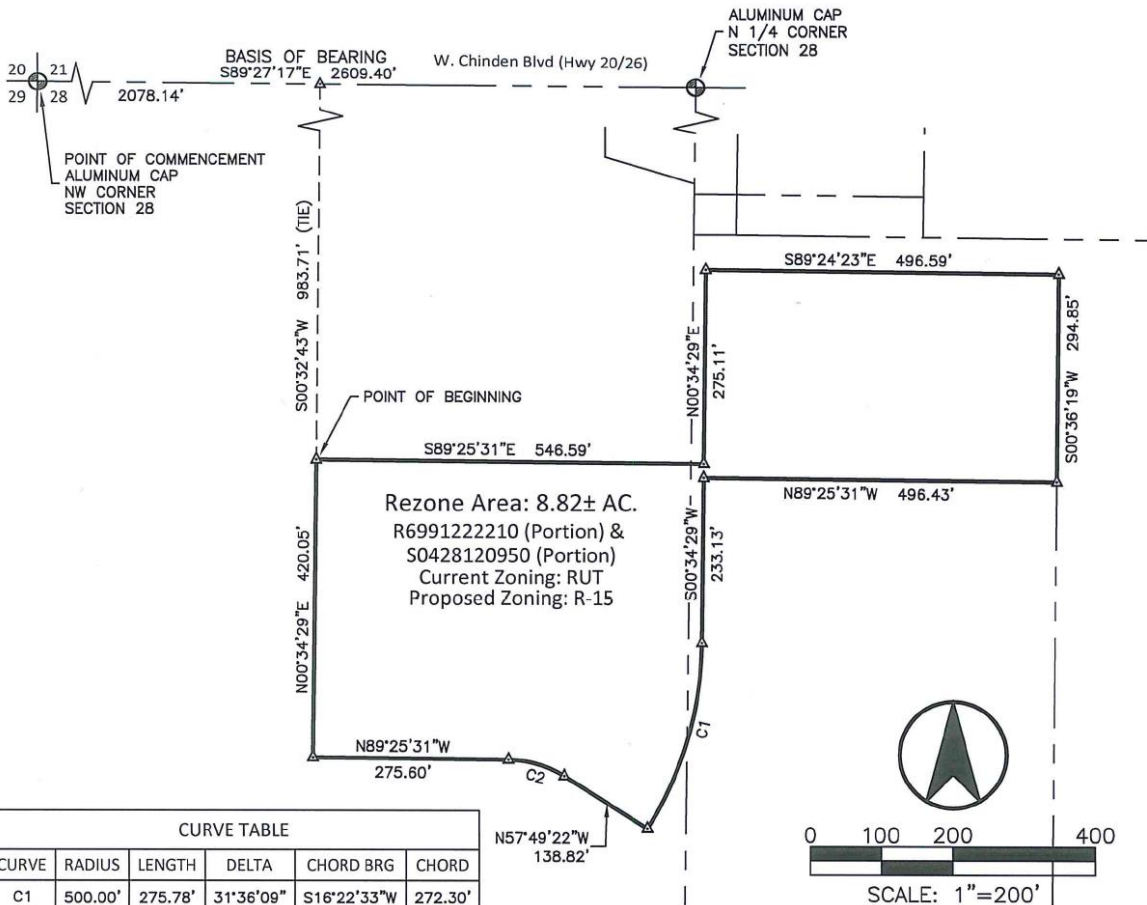 ALUMINUM CAP
N 1/4 CORNER
SECTION 28
BASIS OF BEARING
S89°27'17"E 2609.40'
W. Chinden Blvd (Hwy 20/26)
20 21
29 28
2078.14'
POINT OF COMMENCEMENT
ALUMINUM CAP
NW CORNER
SECTION 28
S00°32'43"W 983.71' (TIE)
S89°24'23"E 496.59'
N00°34'29"E
275.11'
S00°36'19"W 294.85'
POINT OF BEGINNING
S89°25'31"E 546.59'
N89°25'31"W 496.43'
Rezone Area: 8.82± AC.
R6991222210 (Portion) &
S0428120950 (Portion)
Current Zoning: RUT
Proposed Zoning: R-15
N00°34'29"E 420.05'
S00°34'29"W
233.13'
C1
N89°25'31"W
275.60'
C2
N57°49'22"W
138.82'
0 100 200 400
SCALE: 1"=200'
CURVE TABLE
CURVE RADIUS LENGTH DELTA CHORD BRG CHORD
C1 500.00' 275.78' 31°36'09" S16°22'33"W 272.30'